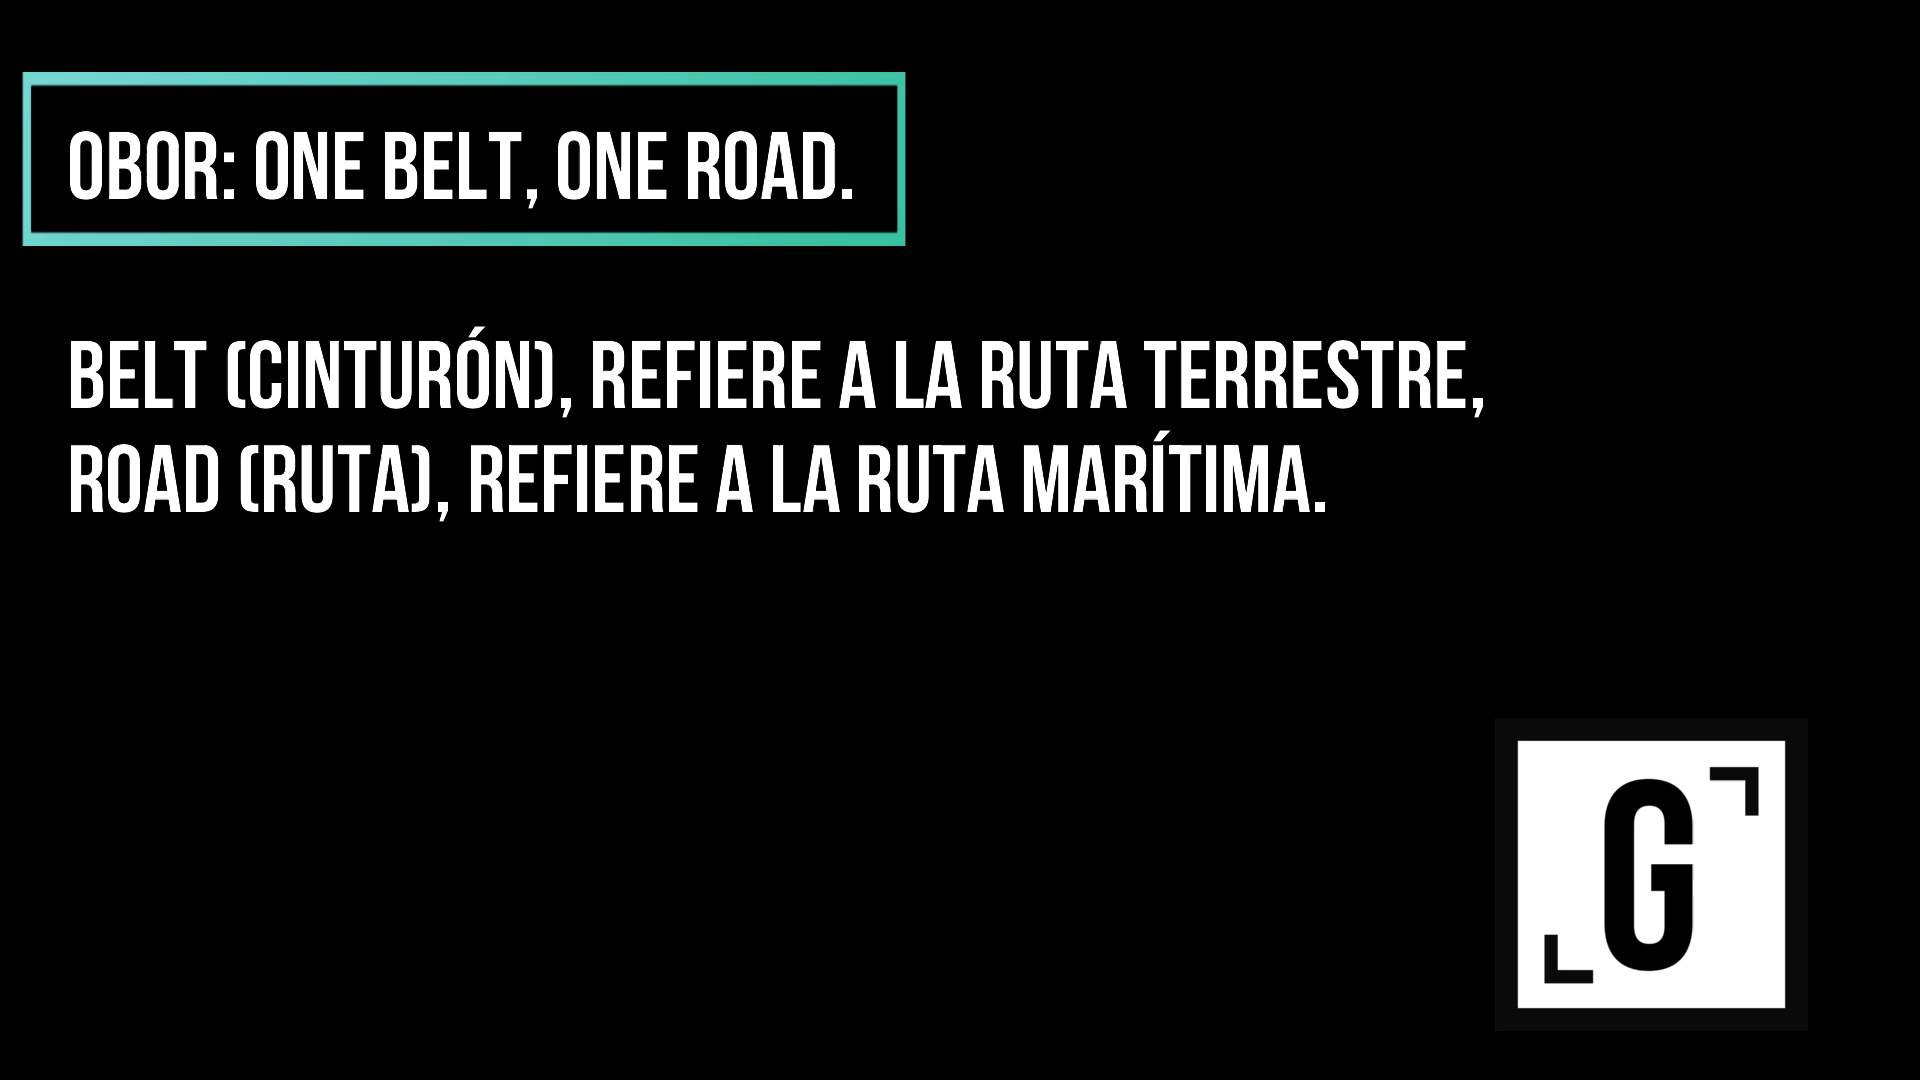 OBOR: ONE BELT, ONE ROAD.
BELT (CINTURÓN), REFIERE A LA RUTA TERRESTRE,
ROAD (RUTA), REFIERE A LA RUTA MARÍTIMA.
G